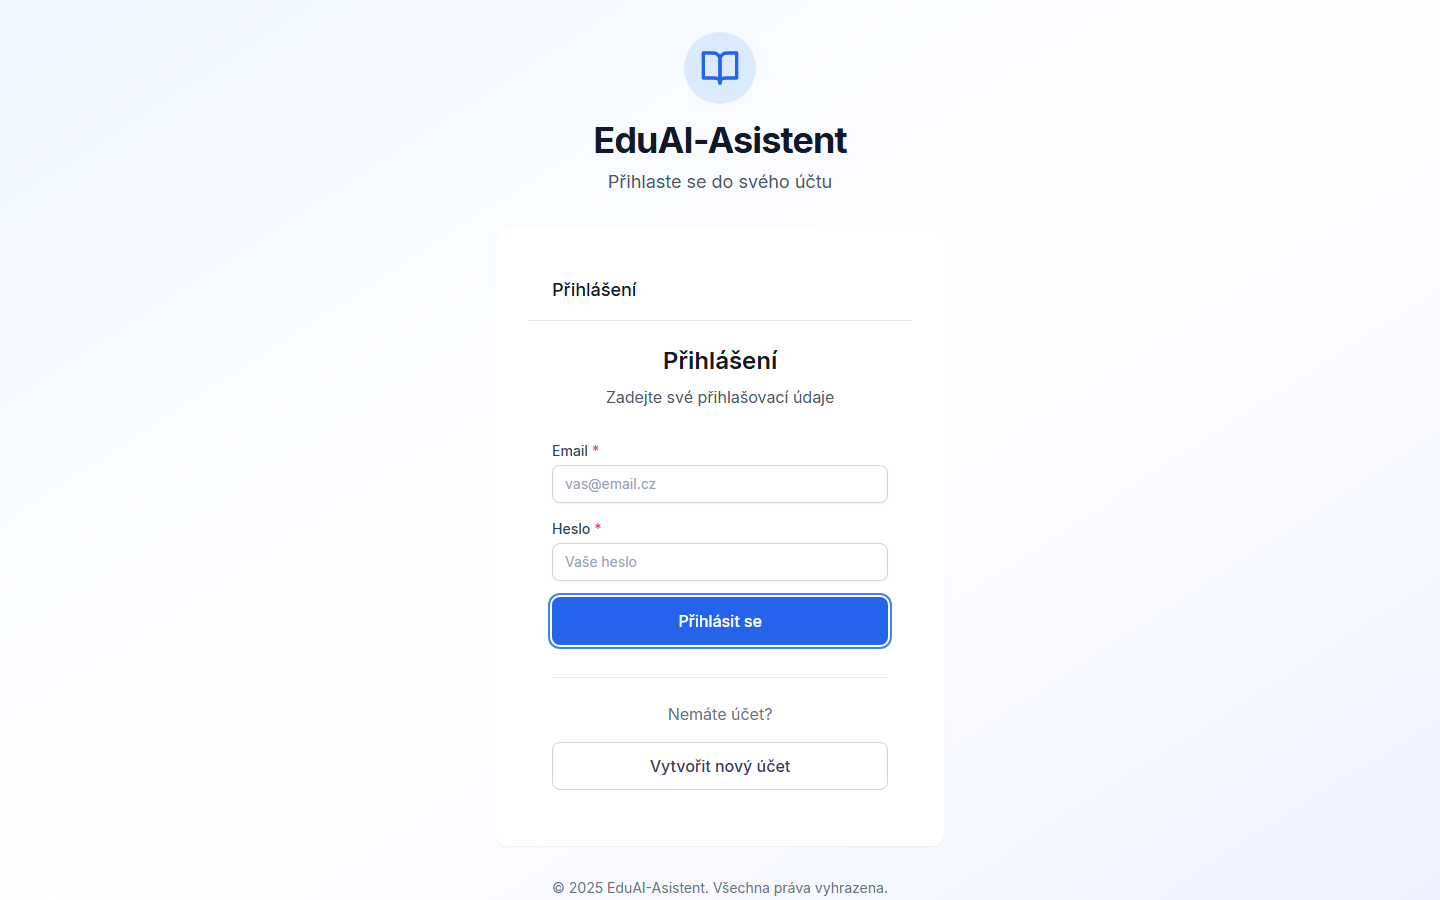 EduAI-Asistent
Přihlaste se do svého účtu
Přihlášení
Přihlášení
Zadejte své přihlašovací údaje
Email *
vas@email.cz
Heslo *
Vaše heslo
Přihlásit se
Nemáte účet?
Vytvořit nový účet
© 2025 EduAI-Asistent. Všechna práva vyhrazena.